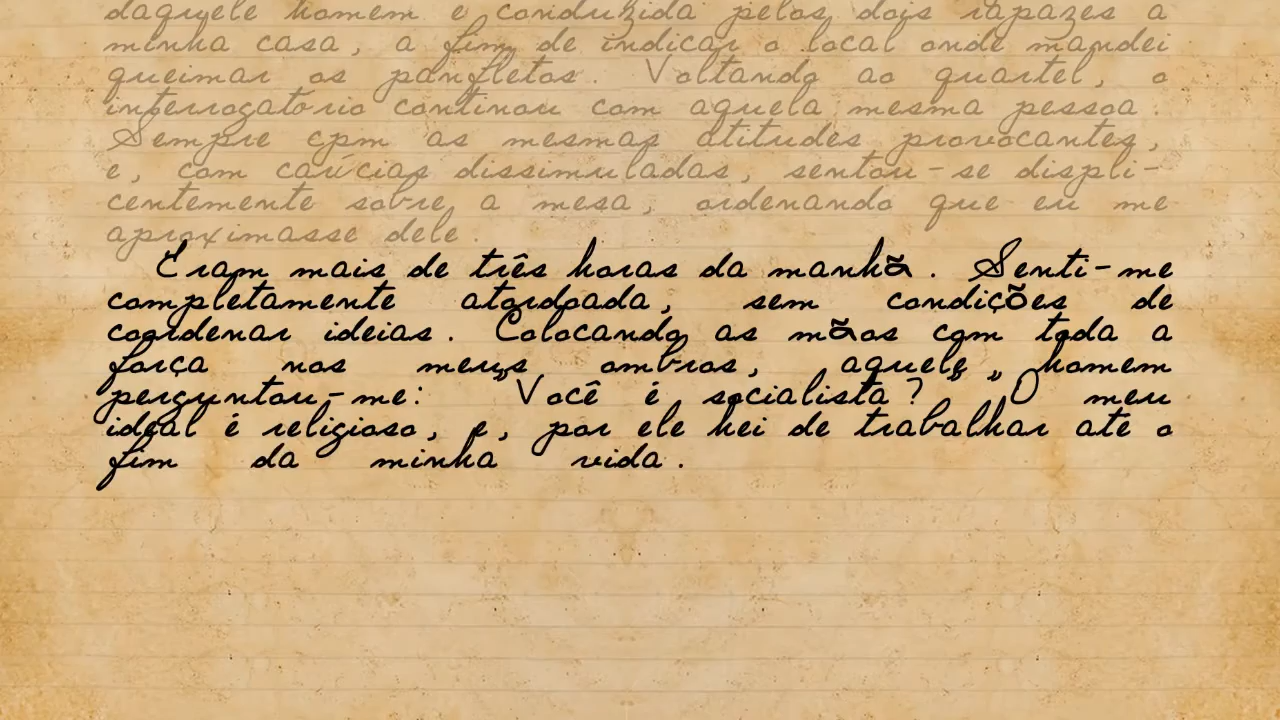 daquele homem e conduzida pelos dois rapazes a
minha casa, a fim de indicar o local onde mandei
queimar os panfletos. Voltando ao quartel, o
interrogatório continou com aquela mesma pessoa.
Sempre cpm as mesmas atitudes provocantes,
e, com carícias dissimuladas, sentou-se displi-
centemente sobre a mesa, ordenando que eu me
aproximasse dele.
Eram mais de três horas da manhã. Senti-me
completamente atordoada, sem condições de
coordenar ideias. Colocando as mãos com toda a
força nos meus ombros, aquele homem
perguntou-me: "Você é socialista?" "O meu
ideal é religioso, e, por ele hei de trabalhar ate o
fim da minha vida.